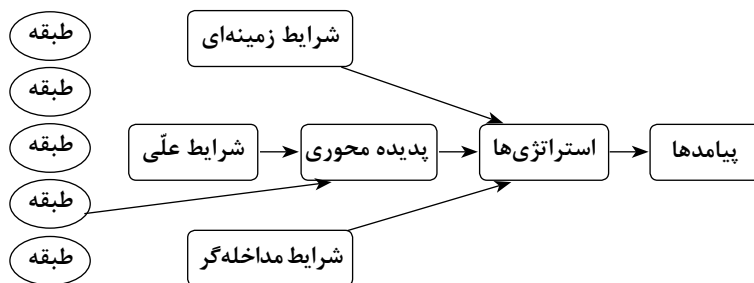 طبقه
شرایط زمینه‌ای
طبقه
طبقه
شرایط علّی
پدیده محوری
استراتژی‌ها
پیامدها
طبقه
طبقه
شرایط مداخله‌گر